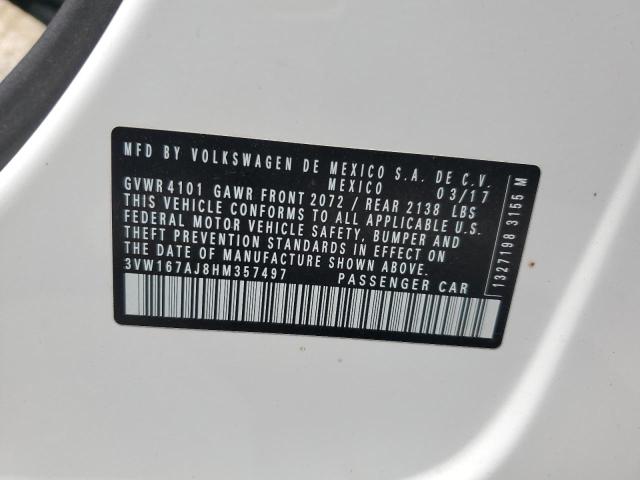 MFD BY VOLKSWAGEN DE MEXICO S.A. DE C.V.
MEXICO 03/17
GVWR 4101 GAWR FRONT 2072 / REAR 2138 LBS
THIS VEHICLE CONFORMS TO ALL APPLICABLE U.S.
FEDERAL MOTOR VEHICLE SAFETY, BUMPER AND
THEFT PREVENTION STANDARDS IN EFFECT ON
THE DATE OF MANUFACTURE SHOWN ABOVE.
3VW167AJ8HM357497 PASSENGER CAR
1327198 3155 M